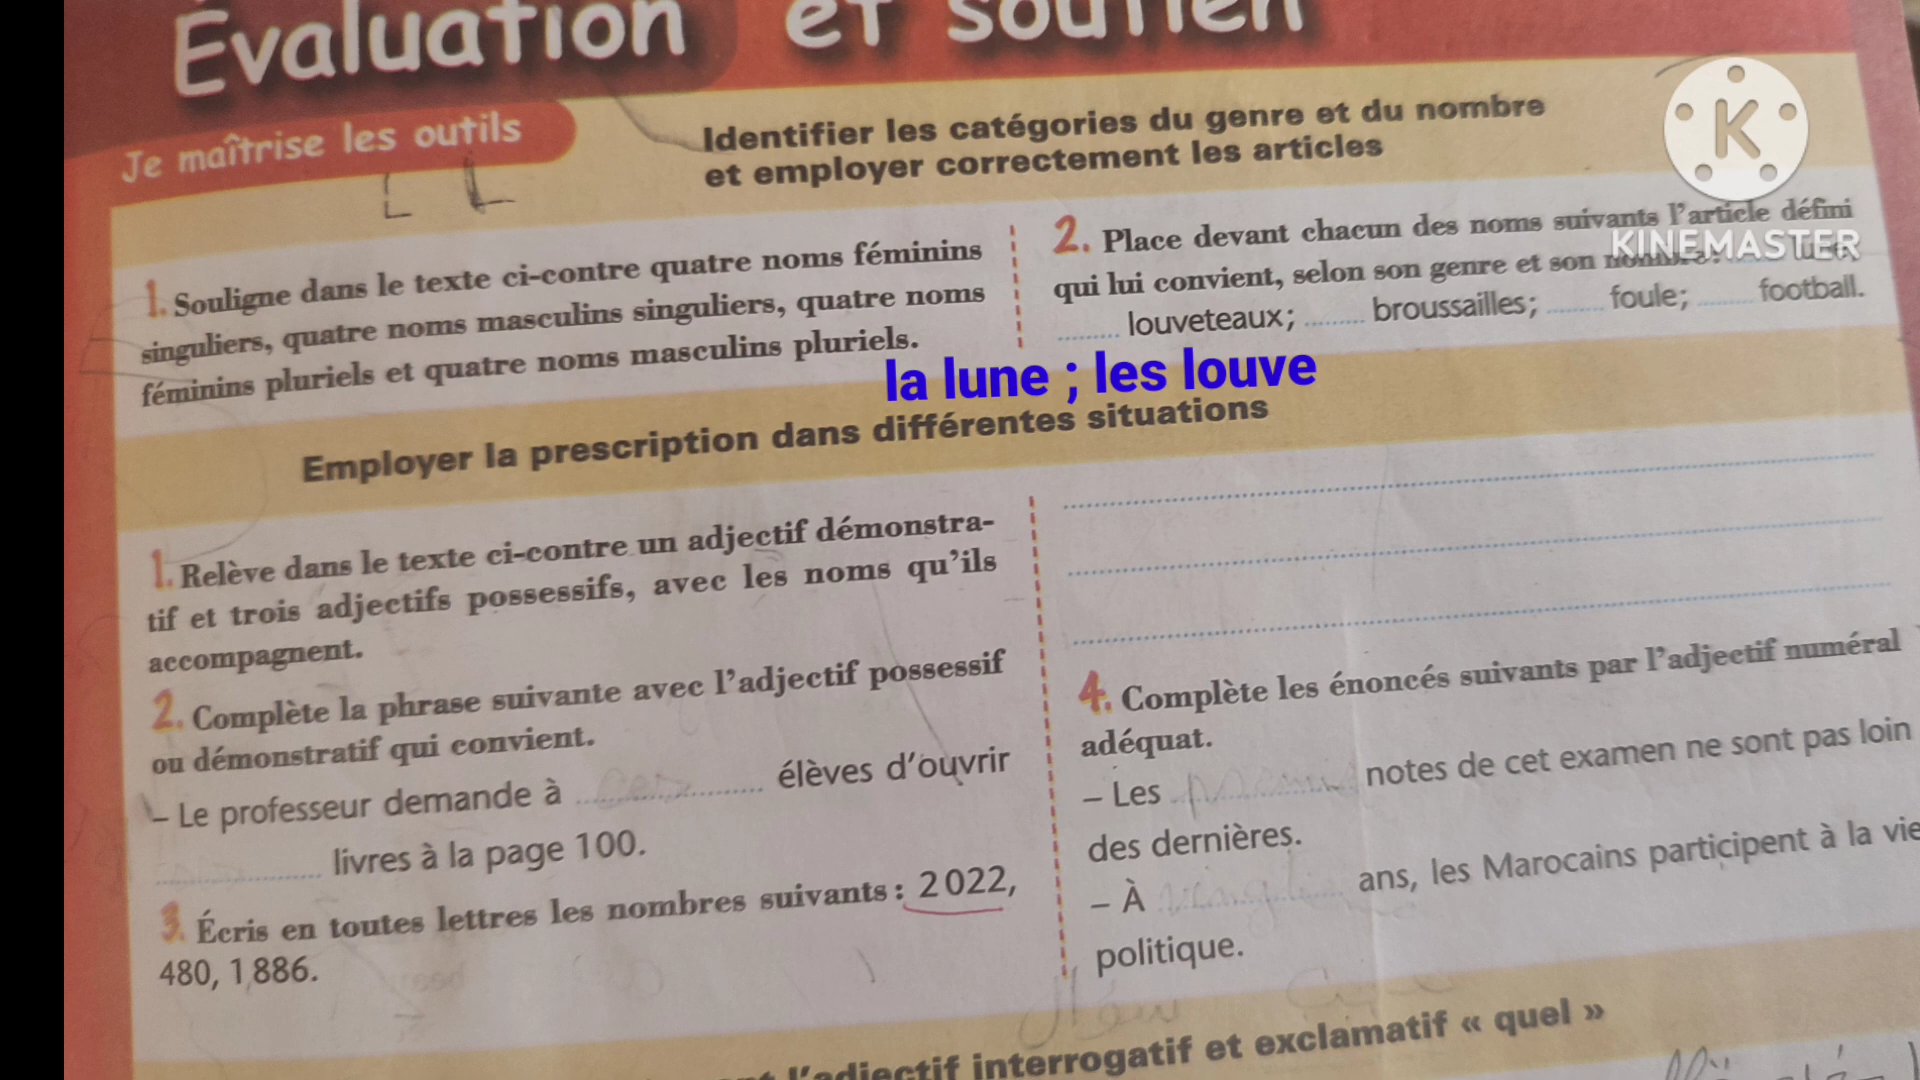 Évaluation et soutien
Je maîtrise les outils
Identifier les catégories du genre et du nombre
et employer correctement les articles
K
KINEMASTER
1. Souligne dans le texte ci-contre quatre noms féminins
singuliers, quatre noms masculins singuliers, quatre noms
féminins pluriels et quatre noms masculins pluriels.
2. Place devant chacun des noms suivants l'article défini
qui lui convient, selon son genre et son nombre:
........ louveteaux; ........ broussailles; ........ foule; ........ football.
la lune ; les louve
Employer la prescription dans différentes situations
1. Relève dans le texte ci-contre un adjectif démonstra-
tif et trois adjectifs possessifs, avec les noms qu'ils
accompagnent.
2. Complète la phrase suivante avec l'adjectif possessif
ou démonstratif qui convient.
– Le professeur demande à ces élèves d'ouvrir
........ livres à la page 100.
3. Écris en toutes lettres les nombres suivants : 2 022,
480, 1 886.
4. Complète les énoncés suivants par l'adjectif numéral
adéquat.
– Les ........ notes de cet examen ne sont pas loin
des dernières.
– À ........ ans, les Marocains participent à la vie
politique.
سؤال
l'adjectif interrogatif et exclamatif « quel »